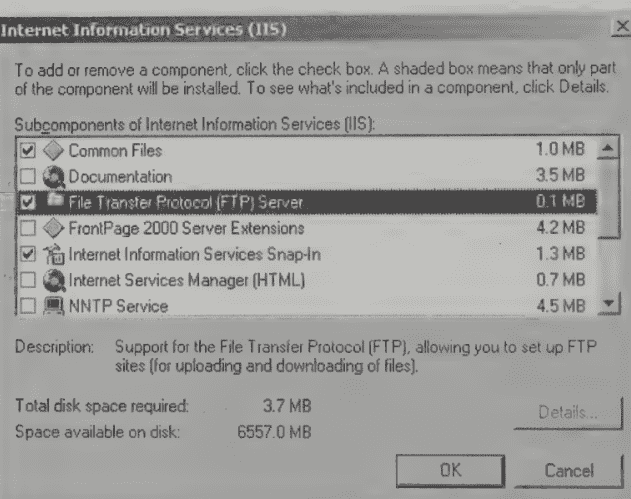 Internet Information Services (IIS)
To add or remove a component, click the check box. A shaded box means that only part
of the component will be installed. To see what's included in a component, click Details.
Subcomponents of Internet Information Services (IIS):
Common Files 1.0 MB
Documentation 3.5 MB
File Transfer Protocol (FTP) Server 0.1 MB
FrontPage 2000 Server Extensions 4.2 MB
Internet Information Services Snap-In 1.3 MB
Internet Services Manager (HTML) 0.7 MB
NNTP Service 4.5 MB
Description: Support for the File Transfer Protocol (FTP), allowing you to set up FTP
sites (for uploading and downloading of files).
Total disk space required: 3.7 MB
Space available on disk: 6557.0 MB
Details...
OK Cancel